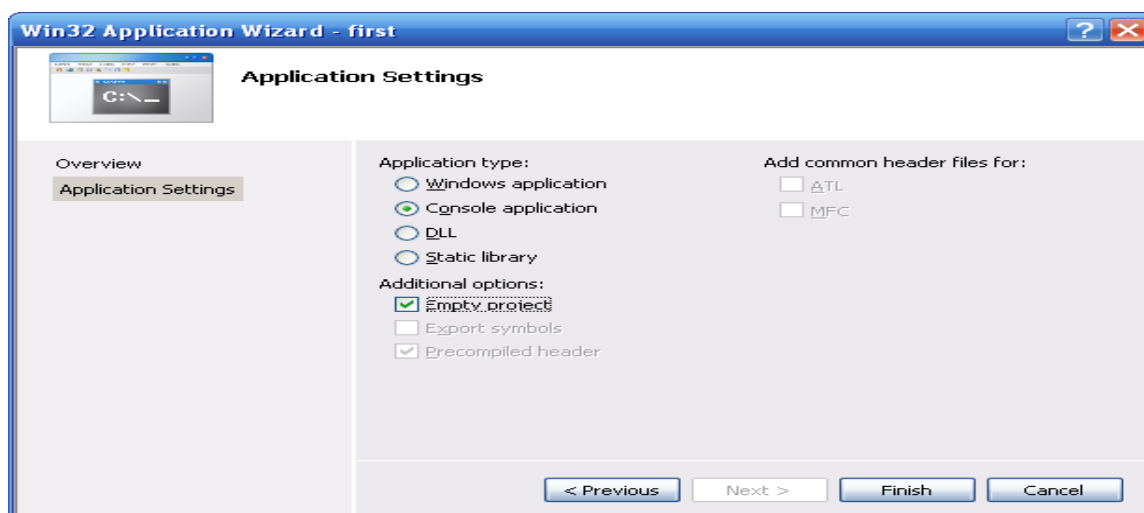 Win32 Application Wizard - first
C:\_
Application Settings
Overview
Application Settings
Application type:
Windows application
Console application
DLL
Static library
Additional options:
Empty project
Export symbols
Precompiled header
Add common header files for:
ATL
MFC
< Previous
Next >
Finish
Cancel